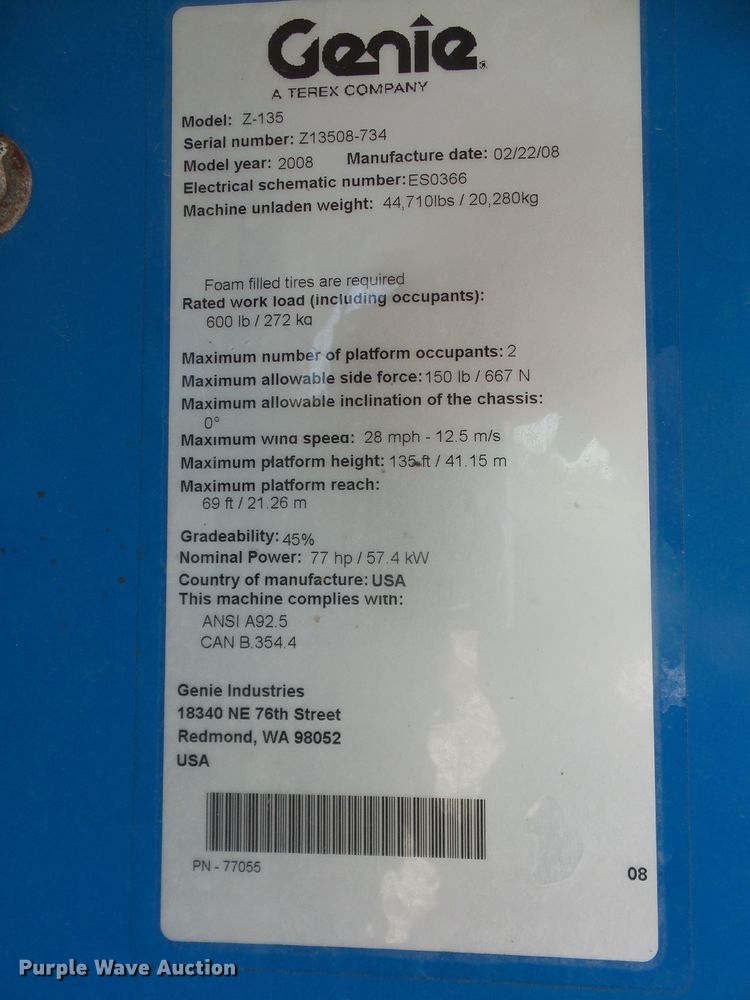 Genie
A TEREX COMPANY
Model: Z-135
Serial number: Z13508-734
Model year: 2008 Manufacture date: 02/22/08
Electrical schematic number: ES0366
Machine unladen weight: 44,710lbs / 20,280kg
Foam filled tires are required
Rated work load (including occupants):
600 lb / 272 kg
Maximum number of platform occupants: 2
Maximum allowable side force: 150 lb / 667 N
Maximum allowable inclination of the chassis:
0°
Maximum wind speed: 28 mph - 12.5 m/s
Maximum platform height: 135 ft / 41.15 m
Maximum platform reach:
69 ft / 21.26 m
Gradeability: 45%
Nominal Power: 77 hp / 57.4 kW
Country of manufacture: USA
This machine complies with:
ANSI A92.5
CAN B.354.4
Genie Industries
18340 NE 76th Street
Redmond, WA 98052
USA
PN - 77055
08
Purple Wave Auction